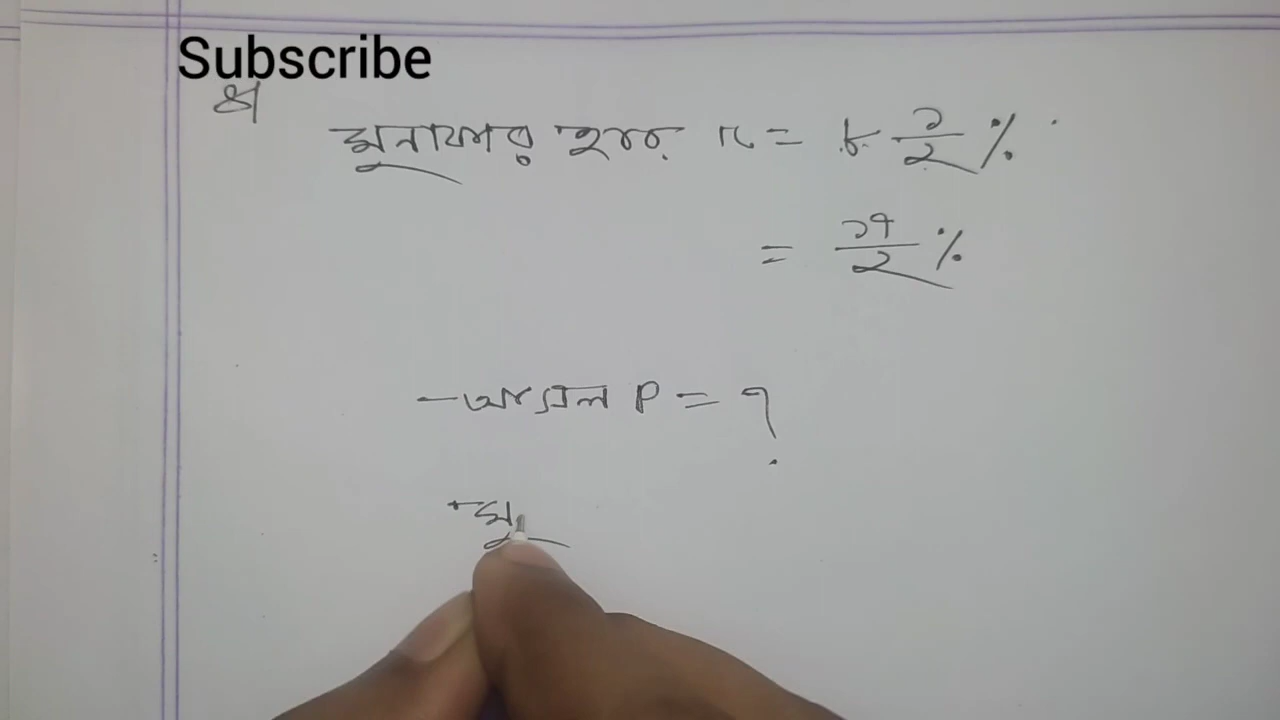 Subscribe
ক্ষ
মুনাফার হার r = ৮ ১/২ %
= ১৭/২ %
আসল P = ?
মু